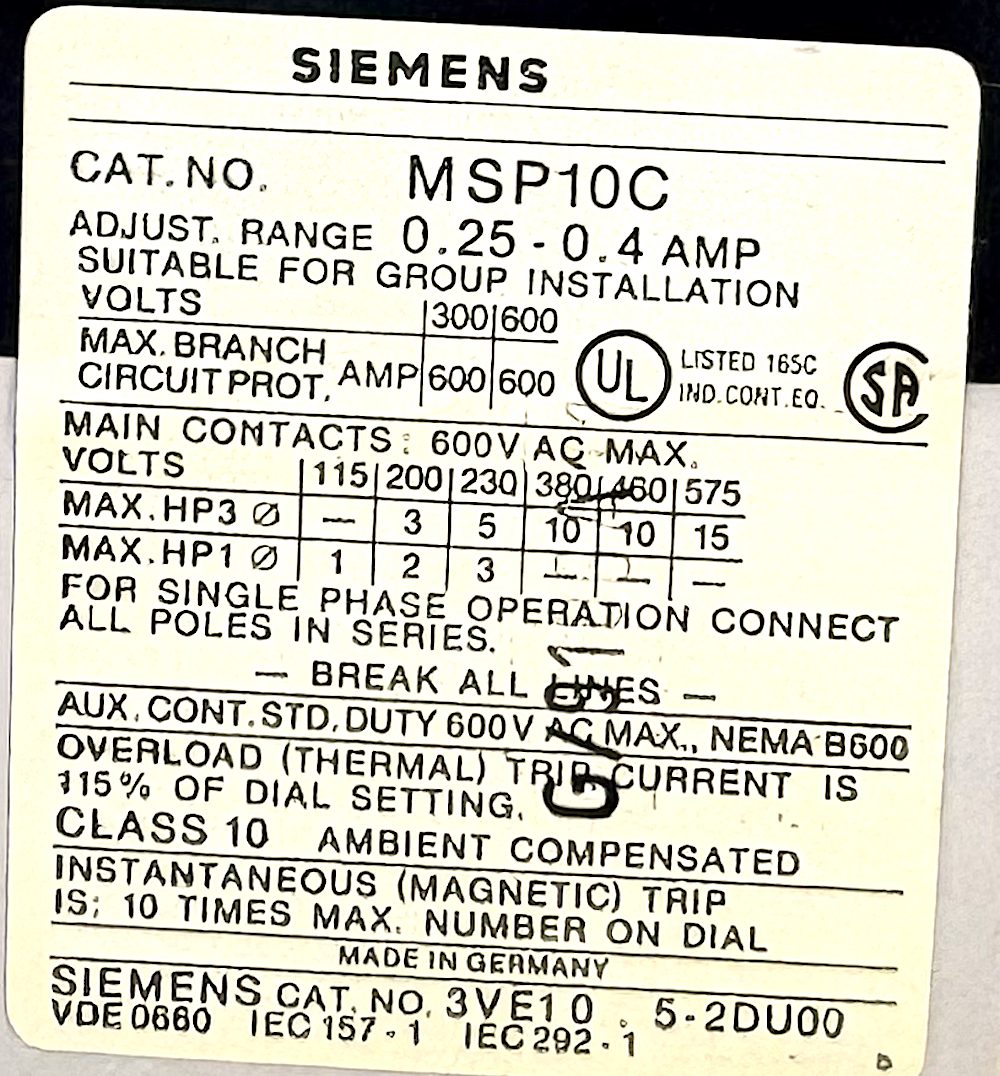 SIEMENS
CAT. NO. MSP10C
ADJUST. RANGE 0.25 - 0.4 AMP
SUITABLE FOR GROUP INSTALLATION
VOLTS 300 600
MAX. BRANCH
CIRCUIT PROT. AMP 600 600
UL LISTED 165C
IND. CONT. EQ.
SA
MAIN CONTACTS: 600V AC MAX.
VOLTS 115 200 230 380 460 575
MAX. HP3 Ø — 3 5 10 10 15
MAX. HP1 Ø 1 2 3 — — —
FOR SINGLE PHASE OPERATION CONNECT
ALL POLES IN SERIES.
— BREAK ALL LINES —
AUX. CONT. STD. DUTY 600V AC MAX., NEMA B600
OVERLOAD (THERMAL) TRIP CURRENT IS
115% OF DIAL SETTING.
CLASS 10 AMBIENT COMPENSATED
INSTANTANEOUS (MAGNETIC) TRIP
IS; 10 TIMES MAX. NUMBER ON DIAL
MADE IN GERMANY
SIEMENS CAT. NO. 3VE10 . 5-2DU00
VDE 0660 IEC 157-1 IEC 292-1